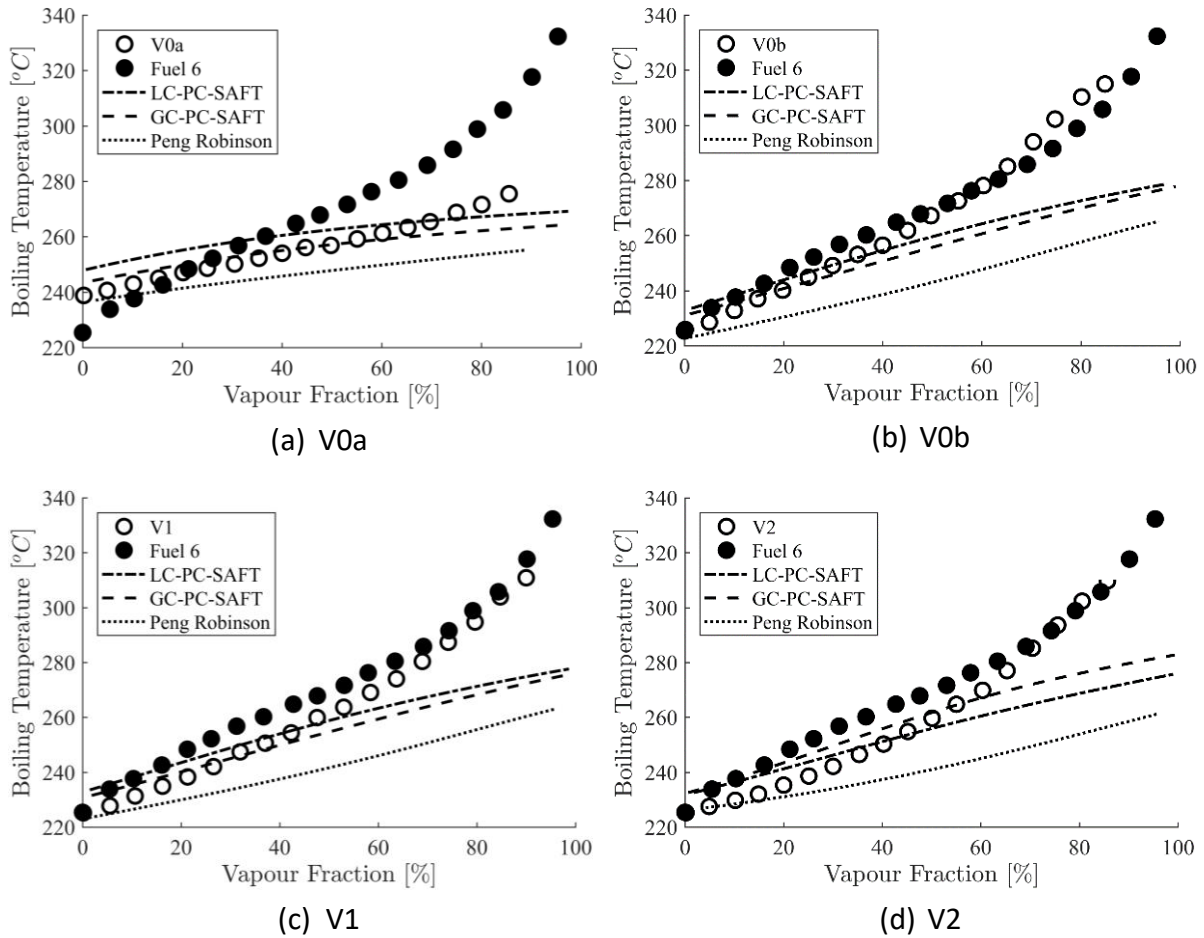 340
320
300
280
260
240
220
Boiling Temperature [°C]
V0a
Fuel 6
LC-PC-SAFT
GC-PC-SAFT
Peng Robinson
0 20 40 60 80 100
Vapour Fraction [%]
(a) V0a
340
320
300
280
260
240
220
Boiling Temperature [°C]
V0b
Fuel 6
LC-PC-SAFT
GC-PC-SAFT
Peng Robinson
0 20 40 60 80 100
Vapour Fraction [%]
(b) V0b
340
320
300
280
260
240
220
Boiling Temperature [°C]
V1
Fuel 6
LC-PC-SAFT
GC-PC-SAFT
Peng Robinson
0 20 40 60 80 100
Vapour Fraction [%]
(c) V1
340
320
300
280
260
240
220
Boiling Temperature [°C]
V2
Fuel 6
LC-PC-SAFT
GC-PC-SAFT
Peng Robinson
0 20 40 60 80 100
Vapour Fraction [%]
(d) V2